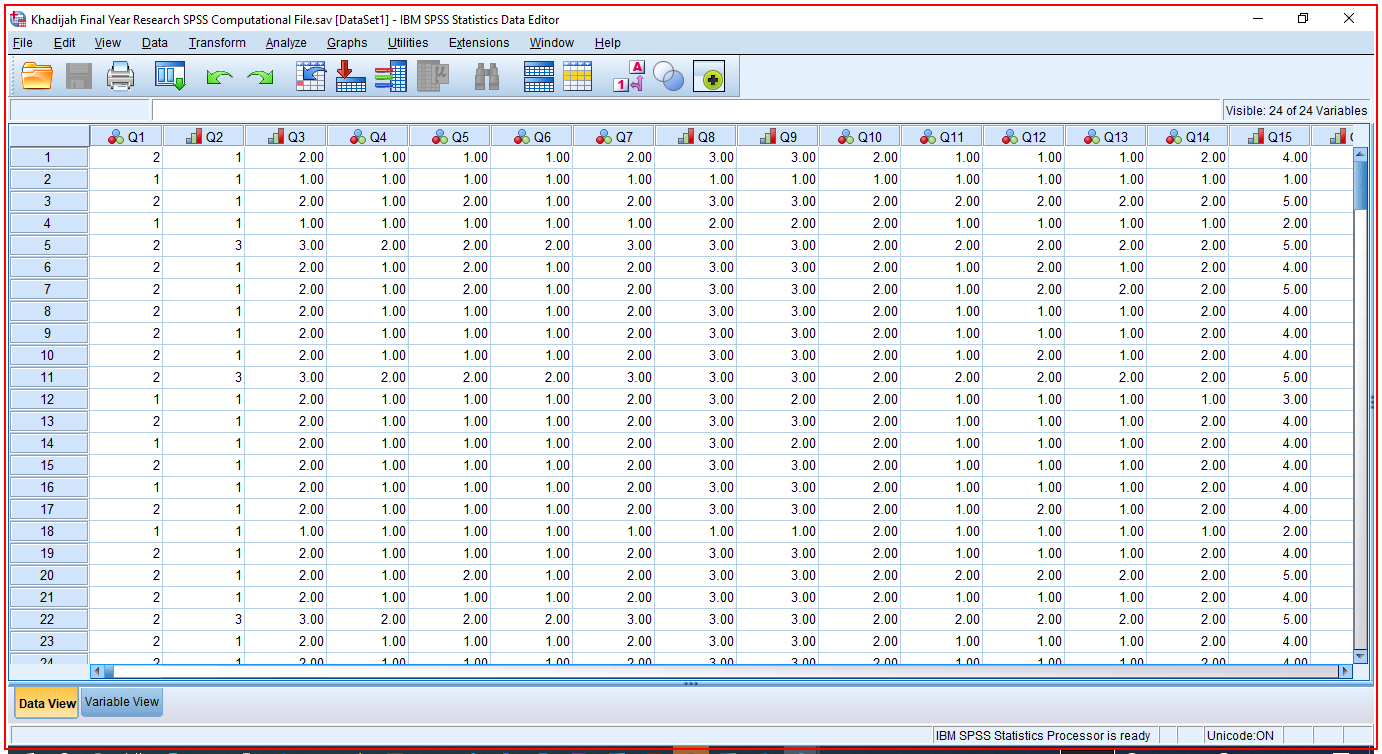 Khadijah Final Year Research SPSS Computational File.sav [DataSet1] - IBM SPSS Statistics Data Editor
File Edit View Data Transform Analyze Graphs Utilities Extensions Window Help
A
1
Visible: 24 of 24 Variables
Q1 Q2 Q3 Q4 Q5 Q6 Q7 Q8 Q9 Q10 Q11 Q12 Q13 Q14 Q15
1 2 1 2.00 1.00 1.00 1.00 2.00 3.00 3.00 2.00 1.00 1.00 1.00 2.00 4.00
2 1 1 1.00 1.00 1.00 1.00 1.00 1.00 1.00 1.00 1.00 1.00 1.00 1.00 1.00
3 2 1 2.00 1.00 2.00 1.00 2.00 3.00 3.00 2.00 2.00 2.00 2.00 2.00 5.00
4 1 1 1.00 1.00 1.00 1.00 1.00 2.00 2.00 2.00 1.00 1.00 1.00 1.00 2.00
5 2 3 3.00 2.00 2.00 2.00 3.00 3.00 3.00 2.00 2.00 2.00 2.00 2.00 5.00
6 2 1 2.00 1.00 2.00 1.00 2.00 3.00 3.00 2.00 1.00 2.00 1.00 2.00 4.00
7 2 1 2.00 1.00 2.00 1.00 2.00 3.00 3.00 2.00 1.00 2.00 2.00 2.00 5.00
8 2 1 2.00 1.00 1.00 1.00 2.00 3.00 3.00 2.00 1.00 1.00 1.00 2.00 4.00
9 2 1 2.00 1.00 1.00 1.00 2.00 3.00 3.00 2.00 1.00 1.00 1.00 2.00 4.00
10 2 1 2.00 1.00 1.00 1.00 2.00 3.00 3.00 2.00 1.00 2.00 1.00 2.00 4.00
11 2 3 3.00 2.00 2.00 2.00 3.00 3.00 3.00 2.00 2.00 2.00 2.00 2.00 5.00
12 1 1 1.00 1.00 1.00 1.00 2.00 3.00 2.00 2.00 1.00 1.00 1.00 1.00 3.00
13 2 1 2.00 1.00 1.00 1.00 2.00 3.00 3.00 2.00 1.00 1.00 1.00 2.00 4.00
14 1 1 2.00 1.00 1.00 1.00 2.00 3.00 2.00 2.00 1.00 1.00 1.00 2.00 4.00
15 2 1 2.00 1.00 1.00 1.00 2.00 3.00 3.00 2.00 1.00 1.00 1.00 2.00 4.00
16 1 1 2.00 1.00 1.00 1.00 2.00 3.00 3.00 2.00 1.00 1.00 1.00 2.00 4.00
17 2 1 2.00 1.00 1.00 1.00 2.00 3.00 3.00 2.00 1.00 2.00 1.00 2.00 4.00
18 1 1 1.00 1.00 1.00 1.00 1.00 1.00 1.00 2.00 1.00 1.00 1.00 1.00 2.00
19 2 1 2.00 1.00 1.00 1.00 2.00 3.00 3.00 2.00 1.00 1.00 1.00 2.00 4.00
20 2 1 2.00 1.00 2.00 1.00 2.00 3.00 3.00 2.00 2.00 2.00 2.00 2.00 5.00
21 2 1 2.00 1.00 1.00 1.00 2.00 3.00 3.00 2.00 1.00 1.00 1.00 2.00 4.00
22 2 3 3.00 2.00 2.00 2.00 3.00 3.00 3.00 2.00 2.00 2.00 2.00 2.00 5.00
23 2 1 2.00 1.00 1.00 1.00 2.00 3.00 3.00 2.00 1.00 1.00 1.00 2.00 4.00
24 2 1 2.00 1.00 1.00 1.00 2.00 3.00 3.00 2.00 1.00 1.00 1.00 2.00 4.00
Data View Variable View
IBM SPSS Statistics Processor is ready Unicode:ON